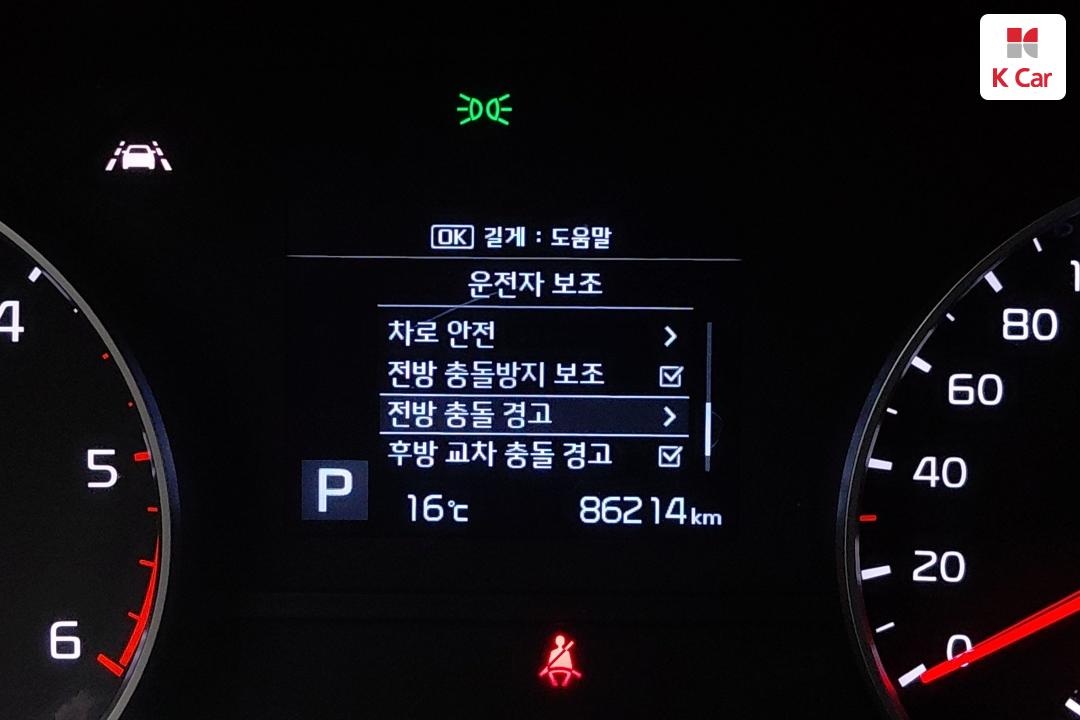 K Car
OK 길게 : 도움말
운전자 보조
차로 안전
전방 충돌방지 보조
전방 충돌 경고
후방 교차 충돌 경고
P
16℃
86214km
4
5
6
80
60
40
20
0